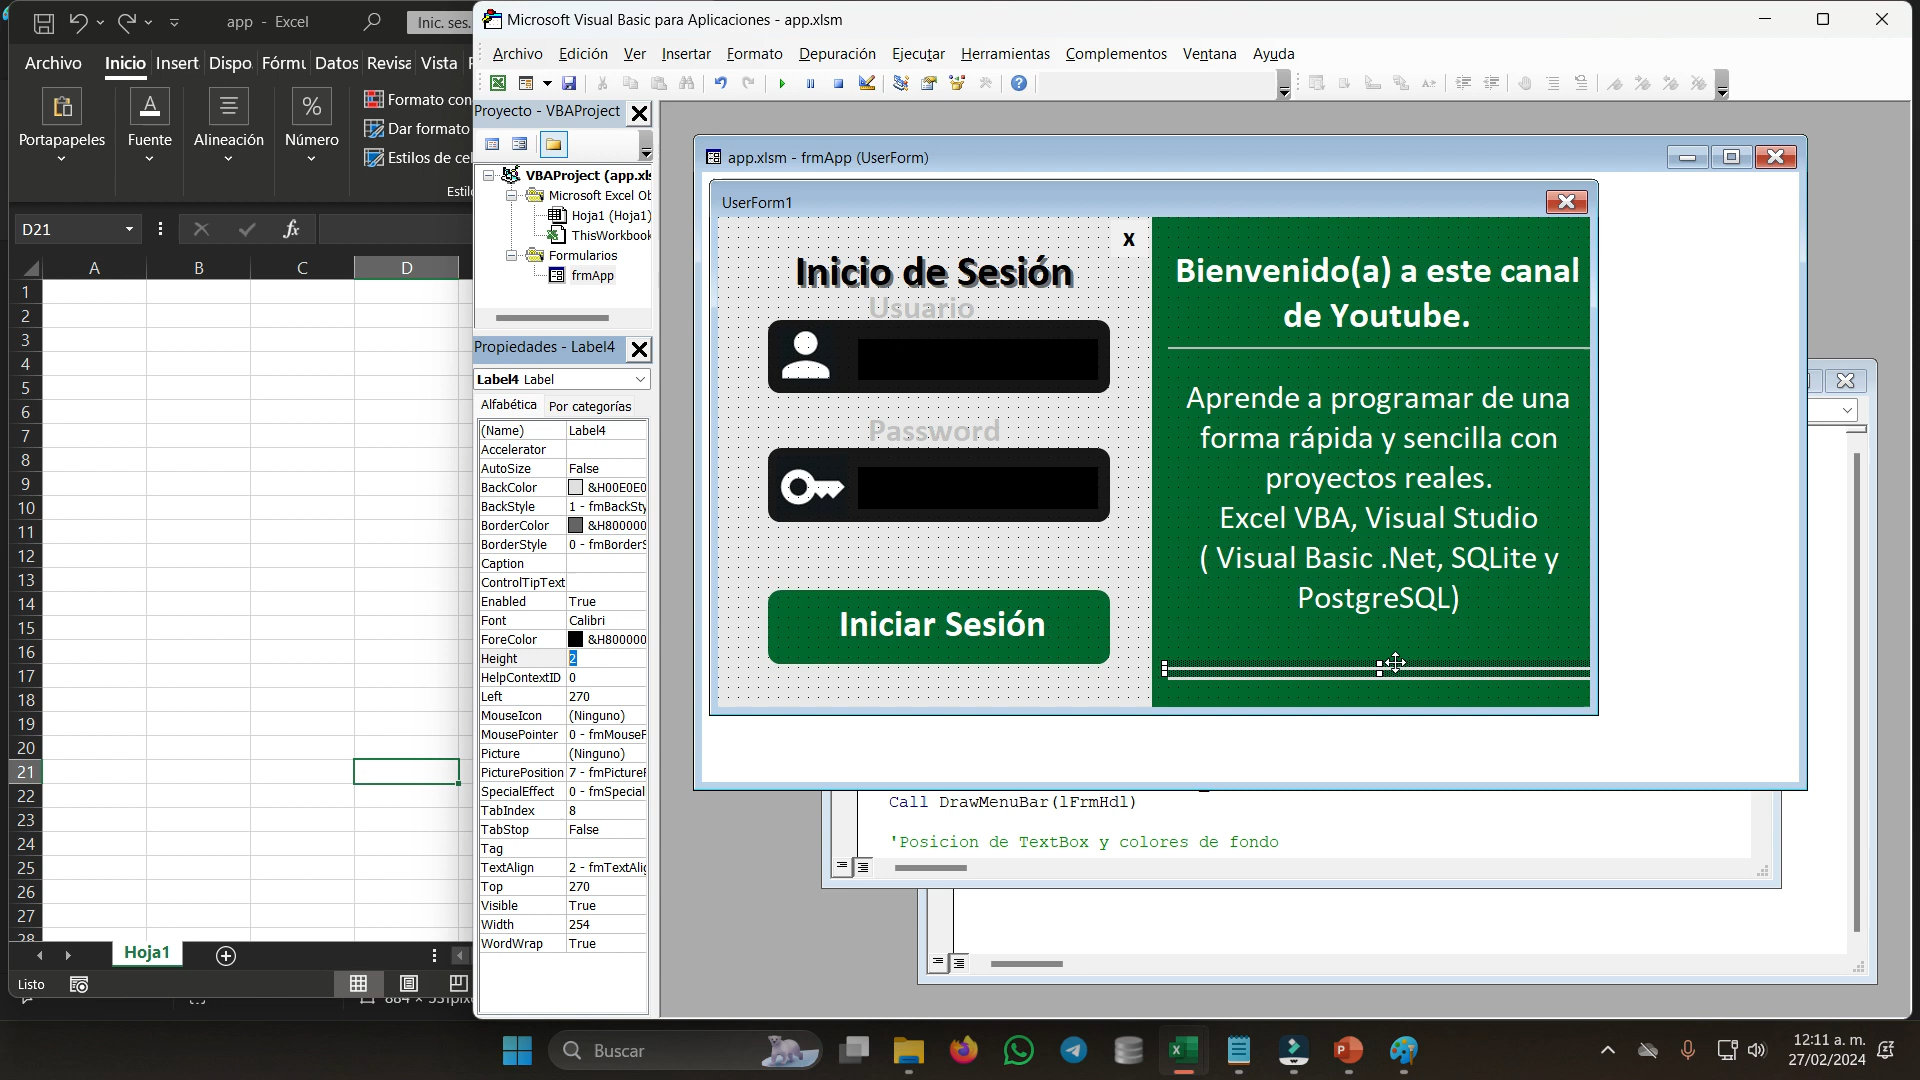 app - Excel
Inic. ses.
Archivo Inicio Insert Dispo Fórmu Datos Revisa Vista
Portapapeles
Fuente
Alineación
Número
Formato con
Dar formato
Estilos de cel
Estilo
D21
A B C D
1
2
3
4
5
6
7
8
9
10
11
12
13
14
15
16
17
18
19
20
21
22
23
24
25
26
27
28
Hoja1
Listo
Microsoft Visual Basic para Aplicaciones - app.xlsm
Archivo Edición Ver Insertar Formato Depuración Ejecutar Herramientas Complementos Ventana Ayuda
Proyecto - VBAProject
VBAProject (app.xls
Microsoft Excel Ob
Hoja1 (Hoja1)
ThisWorkbook
Formularios
frmApp
Propiedades - Label4
Label4 Label
Alfabética Por categorías
(Name) Label4
Accelerator
AutoSize False
BackColor &H00E0E0
BackStyle 1 - fmBackSty
BorderColor &H800000
BorderStyle 0 - fmBorderS
Caption
ControlTipText
Enabled True
Font Calibri
ForeColor &H800000
Height 2
HelpContextID 0
Left 270
MouseIcon (Ninguno)
MousePointer 0 - fmMouseP
Picture (Ninguno)
PicturePosition 7 - fmPictureP
SpecialEffect 0 - fmSpecial
TabIndex 8
TabStop False
Tag
TextAlign 2 - fmTextAlig
Top 270
Visible True
Width 254
WordWrap True
app.xlsm - frmApp (UserForm)
UserForm1
X
Inicio de Sesión
Usuario
Password
Iniciar Sesión
Bienvenido(a) a este canal
de Youtube.
Aprende a programar de una
forma rápida y sencilla con
proyectos reales.
Excel VBA, Visual Studio
( Visual Basic .Net, SQLite y
PostgreSQL)
Call DrawMenuBar(lFrmHdl)
'Posicion de TextBox y colores de fondo
Buscar
12:11 a. m.
27/02/2024